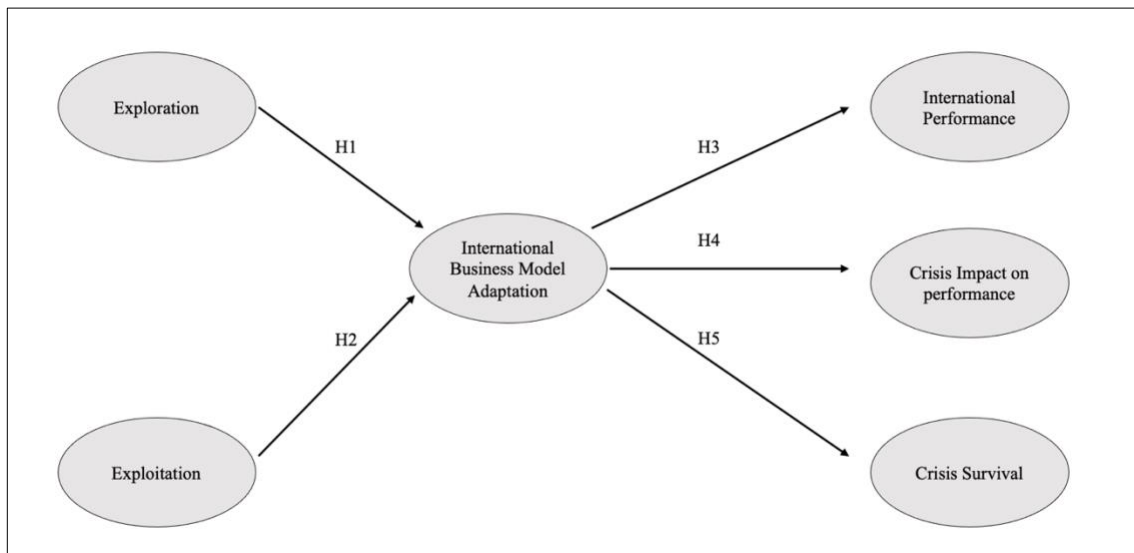 Exploration
International
Performance
H1
H3
International
Business Model
Adaptation
H4
Crisis Impact on
performance
H2
H5
Exploitation
Crisis Survival